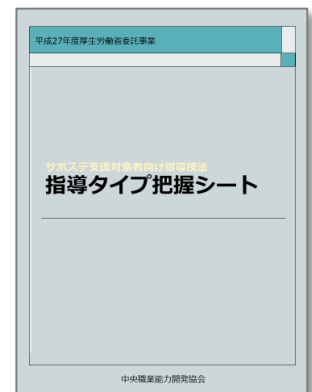 平成27年度厚生労働省委託事業
サポステ支援対象者向け指導技法
指導タイプ把握シート
中央職業能力開発協会